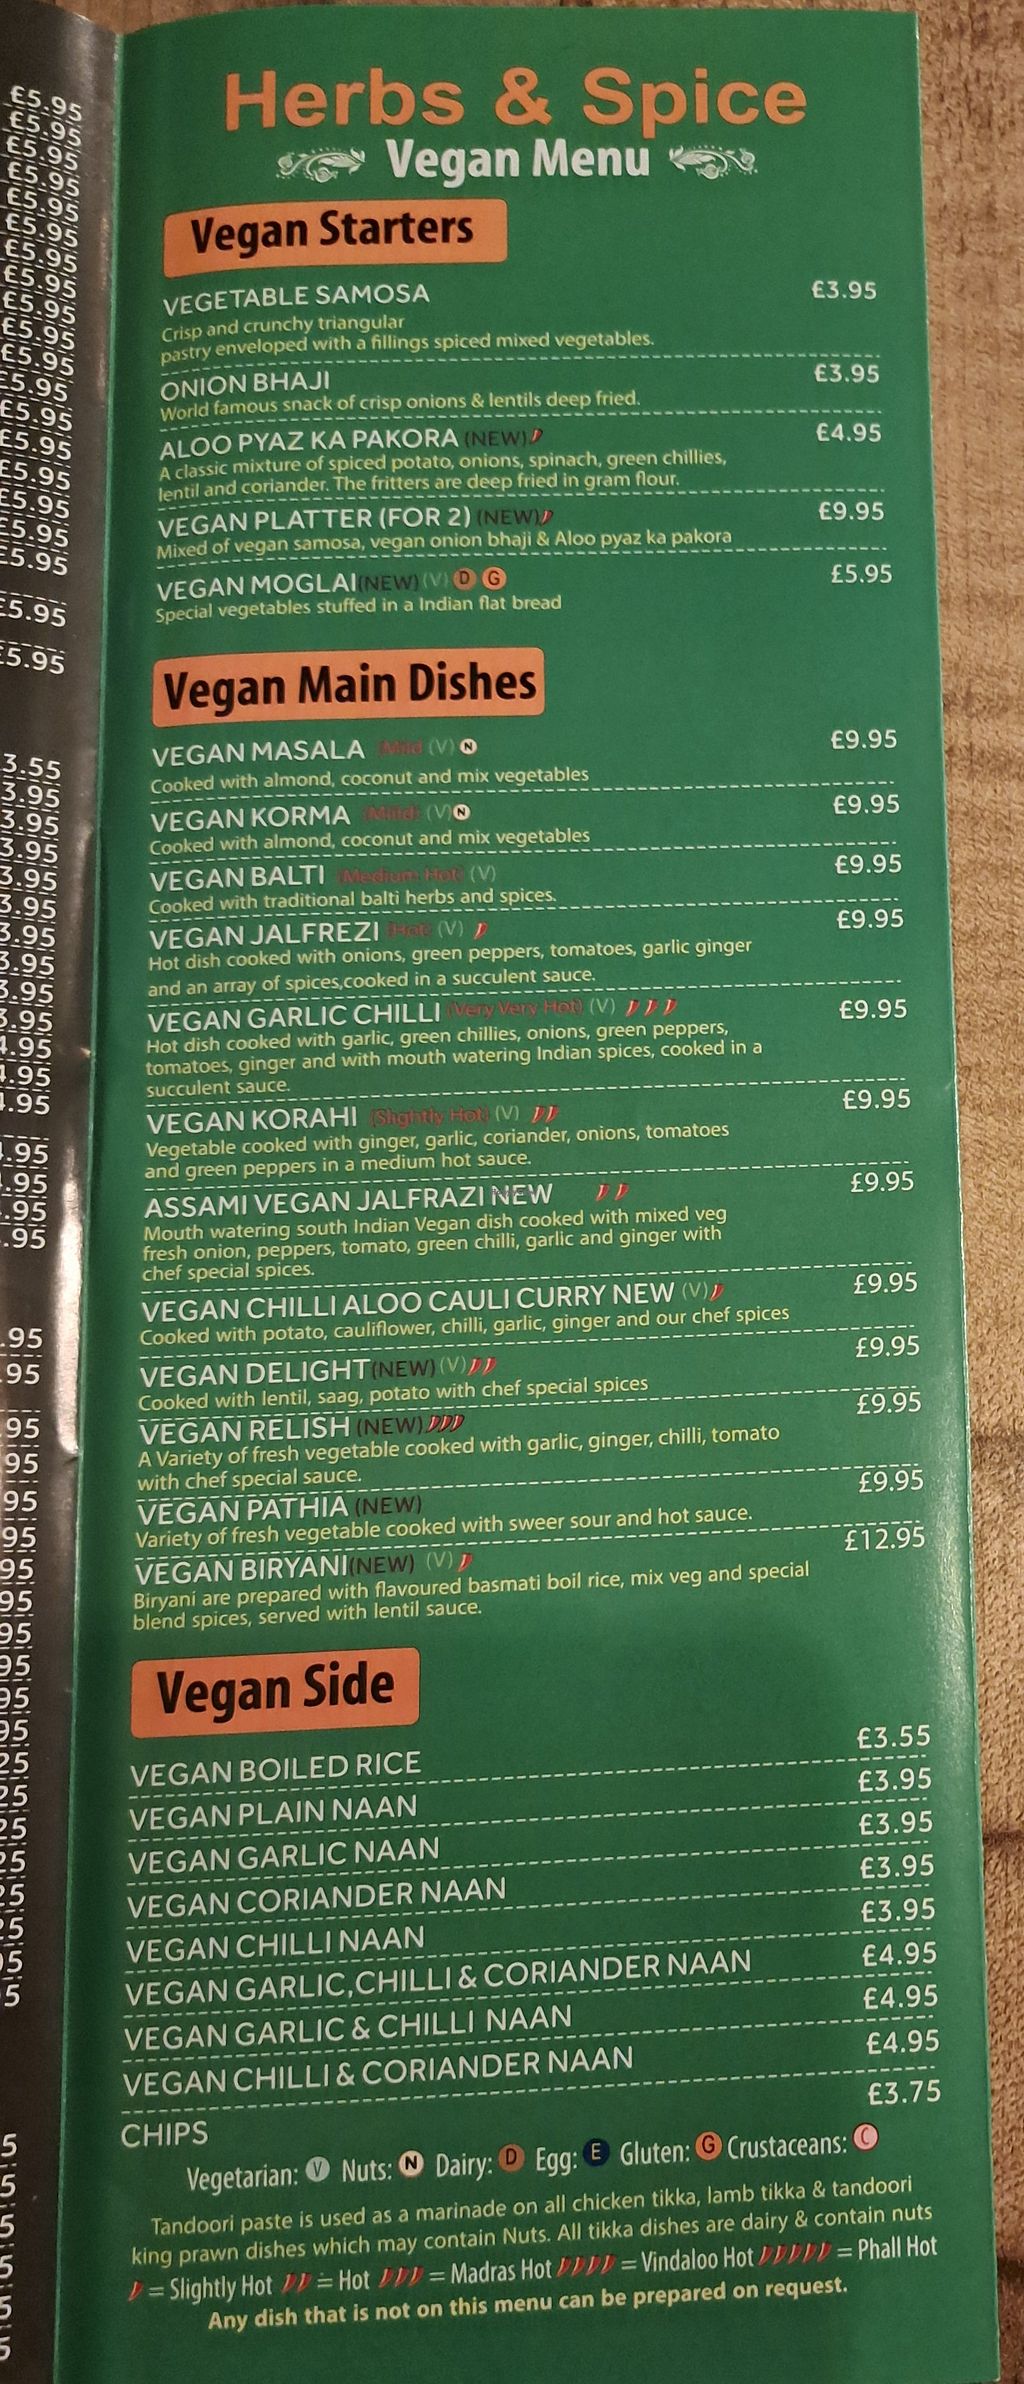 Herbs & Spice
Vegan Menu
Vegan Starters
VEGETABLE SAMOSA £3.95
Crisp and crunchy triangular
pastry enveloped with a fillings spiced mixed vegetables.
ONION BHAJI £3.95
World famous snack of crisp onions & lentils deep fried.
ALOO PYAZ KA PAKORA (NEW) £4.95
A classic mixture of spiced potato, onions, spinach, green chillies,
lentil and coriander. The fritters are deep fried in gram flour.
VEGAN PLATTER (FOR 2) (NEW) £9.95
Mixed of vegan samosa, vegan onion bhaji & Aloo pyaz ka pakora
VEGAN MOGLAI (NEW) (V) D G £5.95
Special vegetables stuffed in a Indian flat bread
Vegan Main Dishes
VEGAN MASALA (Mild (V) N £9.95
Cooked with almond, coconut and mix vegetables
VEGAN KORMA (Mild) (V) N £9.95
Cooked with almond, coconut and mix vegetables
VEGAN BALTI (Medium Hot) (V) £9.95
Cooked with traditional balti herbs and spices.
VEGAN JALFREZI (Hot) (V) £9.95
Hot dish cooked with onions, green peppers, tomatoes, garlic ginger
and an array of spices,cooked in a succulent sauce.
VEGAN GARLIC CHILLI (Very Very Hot) (V) £9.95
Hot dish cooked with garlic, green chillies, onions, green peppers,
tomatoes, ginger and with mouth watering Indian spices, cooked in a
succulent sauce.
VEGAN KORAHI (Slightly Hot) (V) £9.95
Vegetable cooked with ginger, garlic, coriander, onions, tomatoes
and green peppers in a medium hot sauce.
ASSAMI VEGAN JALFRAZI NEW £9.95
Mouth watering south Indian Vegan dish cooked with mixed veg
fresh onion, peppers, tomato, green chilli, garlic and ginger with
chef special spices.
VEGAN CHILLI ALOO CAULI CURRY NEW (V) £9.95
Cooked with potato, cauliflower, chilli, garlic, ginger and our chef spices
VEGAN DELIGHT (NEW) (V) £9.95
Cooked with lentil, saag, potato with chef special spices
VEGAN RELISH (NEW) £9.95
A Variety of fresh vegetable cooked with garlic, ginger, chilli, tomato
with chef special sauce.
VEGAN PATHIA (NEW) £9.95
Variety of fresh vegetable cooked with sweer sour and hot sauce.
VEGAN BIRYANI (NEW) (V) £12.95
Biryani are prepared with flavoured basmati boil rice, mix veg and special
blend spices, served with lentil sauce.
Vegan Side
VEGAN BOILED RICE £3.55
VEGAN PLAIN NAAN £3.95
VEGAN GARLIC NAAN £3.95
VEGAN CORIANDER NAAN £3.95
VEGAN CHILLI NAAN £3.95
VEGAN GARLIC,CHILLI & CORIANDER NAAN £4.95
VEGAN GARLIC & CHILLI NAAN £4.95
VEGAN CHILLI & CORIANDER NAAN £4.95
CHIPS £3.75
Vegetarian: V Nuts: N Dairy: D Egg: E Gluten: G Crustaceans: C
Tandoori paste is used as a marinade on all chicken tikka, lamb tikka & tandoori
king prawn dishes which may contain Nuts. All tikka dishes are dairy & contain nuts
= Slightly Hot = Hot = Madras Hot = Vindaloo Hot = Phall Hot
Any dish that is not on this menu can be prepared on request.